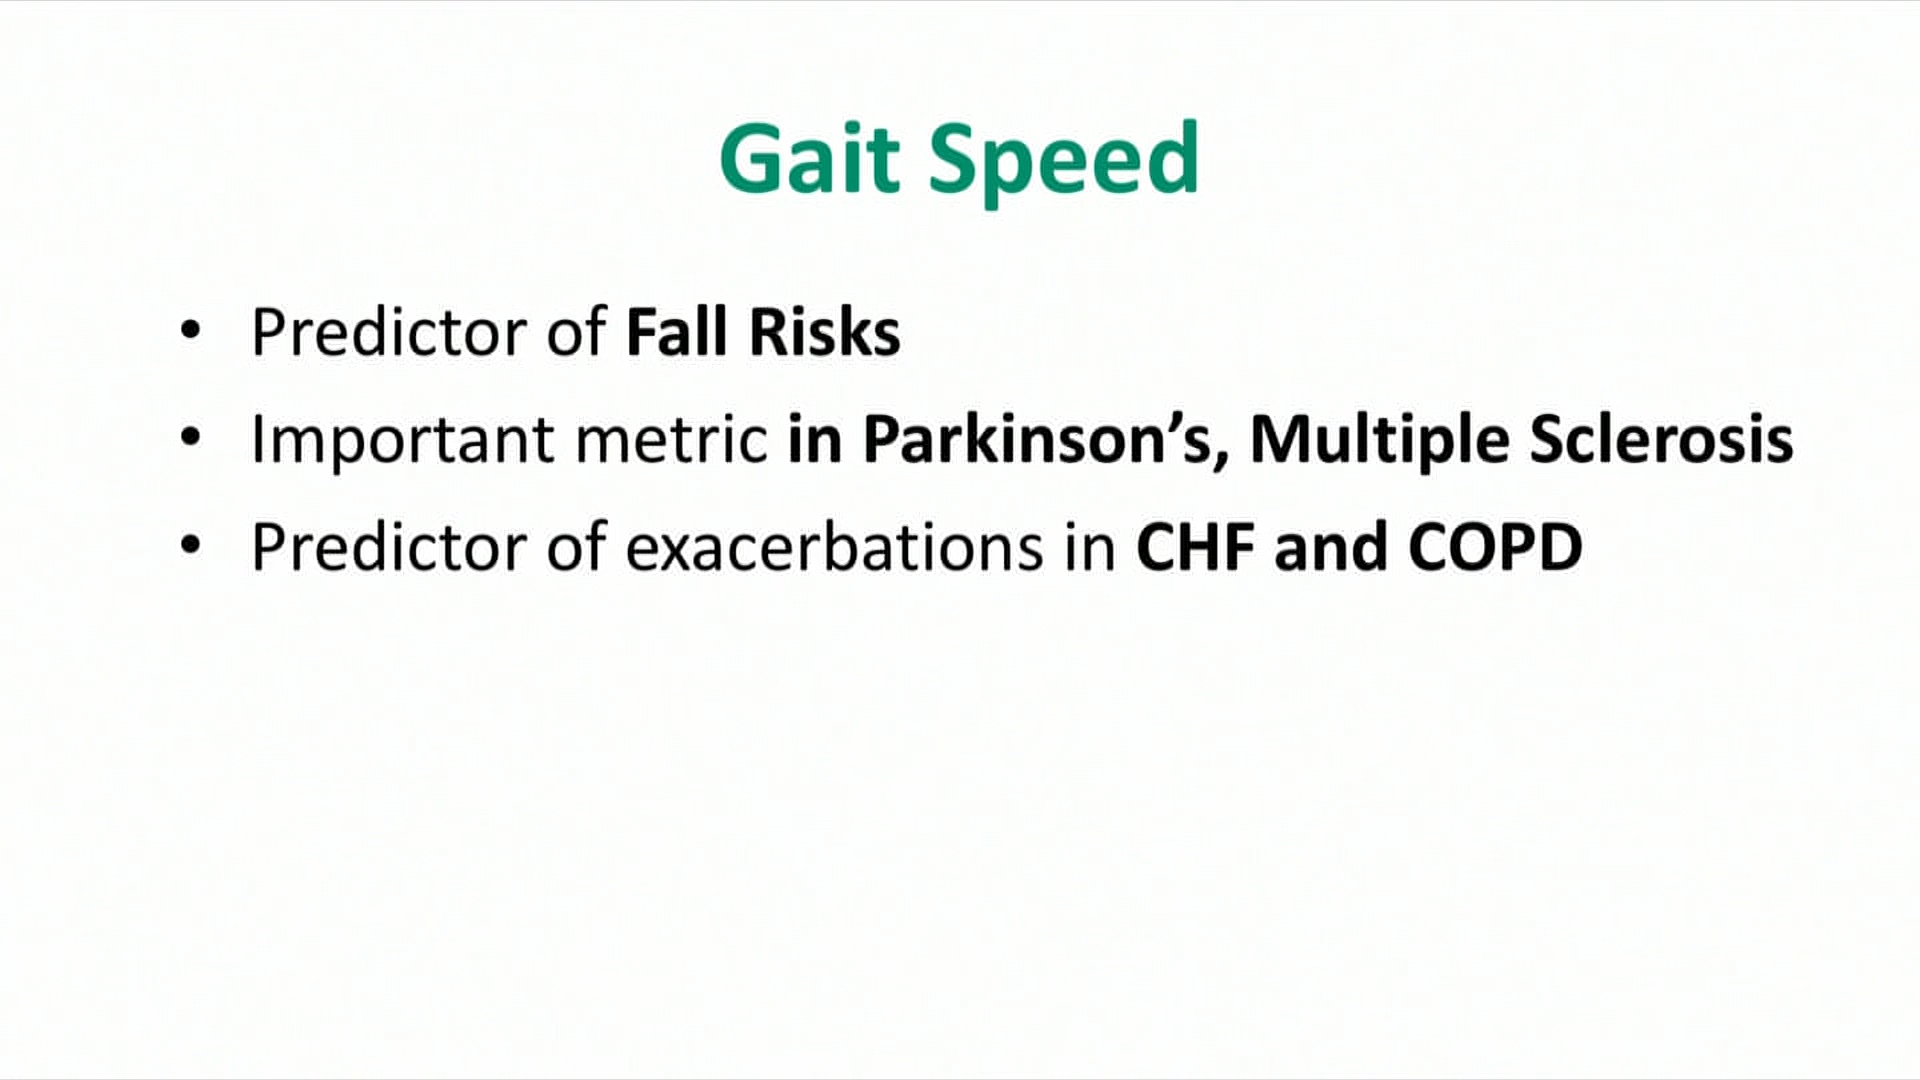 Gait Speed
• Predictor of Fall Risks
• Important metric in Parkinson’s, Multiple Sclerosis
• Predictor of exacerbations in CHF and COPD